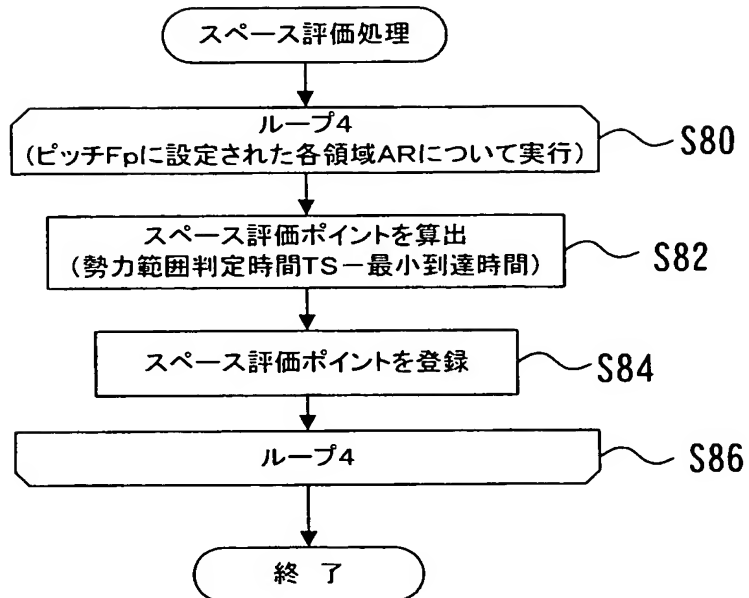 スペース評価処理
ループ4
(ピッチFpに設定された各領域ARについて実行)
S80
スペース評価ポイントを算出
(勢力範囲判定時間TS－最小到達時間)
S82
スペース評価ポイントを登録
S84
ループ4
S86
終 了